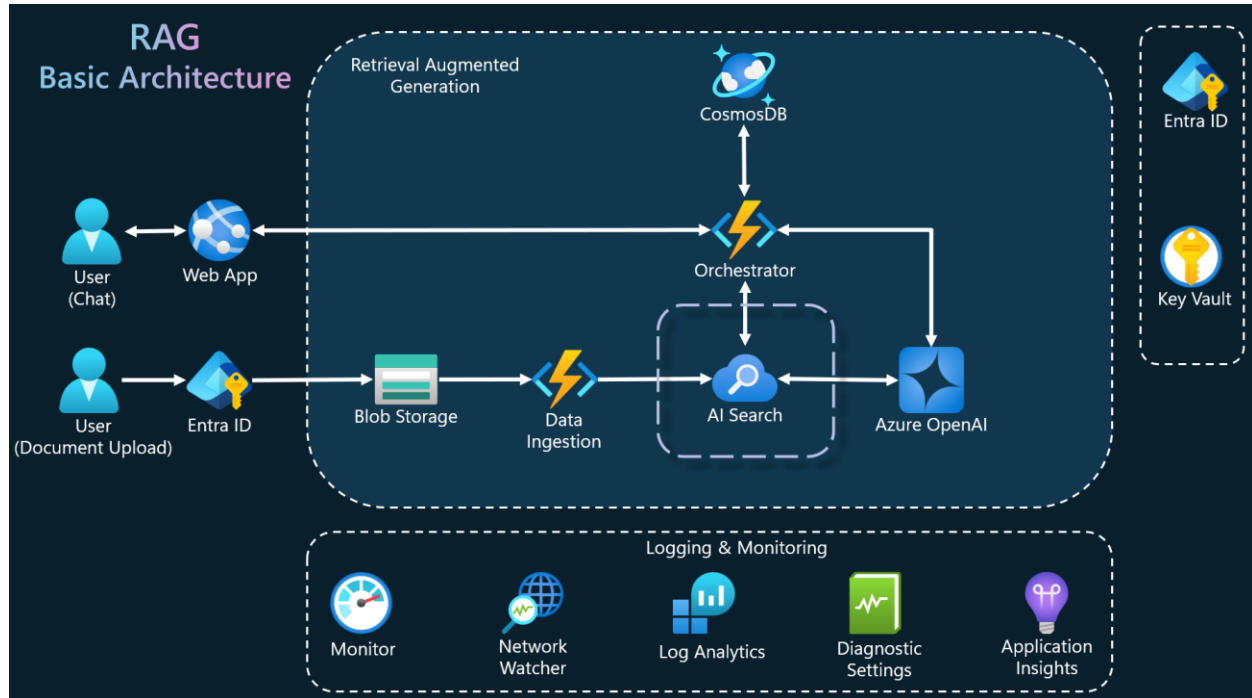 RAG
Basic Architecture
Retrieval Augmented
Generation
CosmosDB
Entra ID
User
(Chat)
Web App
Orchestrator
Key Vault
User
(Document Upload)
Entra ID
Blob Storage
Data
Ingestion
AI Search
Azure OpenAI
Logging & Monitoring
Monitor
Network
Watcher
Log Analytics
Diagnostic
Settings
Application
Insights